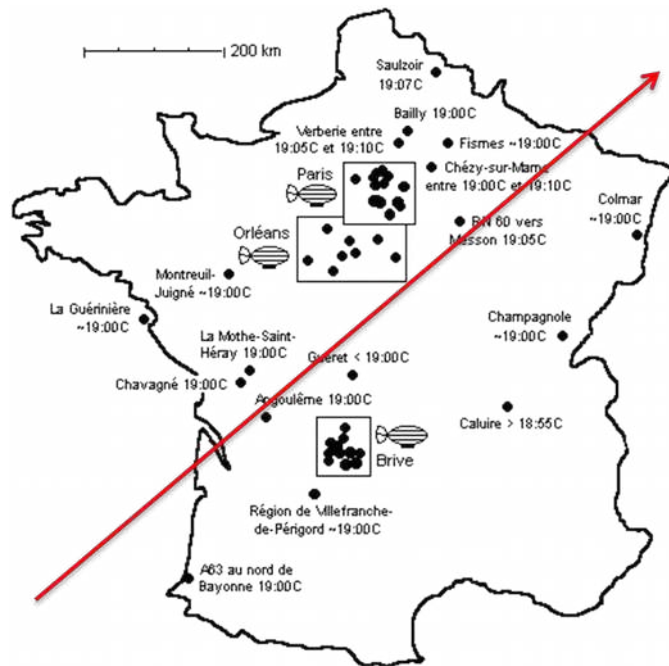 200 km
Saulzoir
19:07C
Bailly 19:00C
Verberie entre
19:05C et 19:10C
Fismes ~19:00C
Paris
Chézy-sur-Marne
entre 19:00C et 19:10C
Colmar
~19:00C
Orléans
RN 60 vers
Messon 19:05C
Montreuil-
Juigné ~19:00C
La Guérinière
~19:00C
Champagnole
~19:00C
La Mothe-Saint-
Héray 19:00C
Guéret < 19:00C
Chavagné 19:00C
Angoulême 19:00C
Caluire > 18:55C
Brive
Région de Villefranche-
de-Périgord ~19:00C
A63 au nord de
Bayonne 19:00C